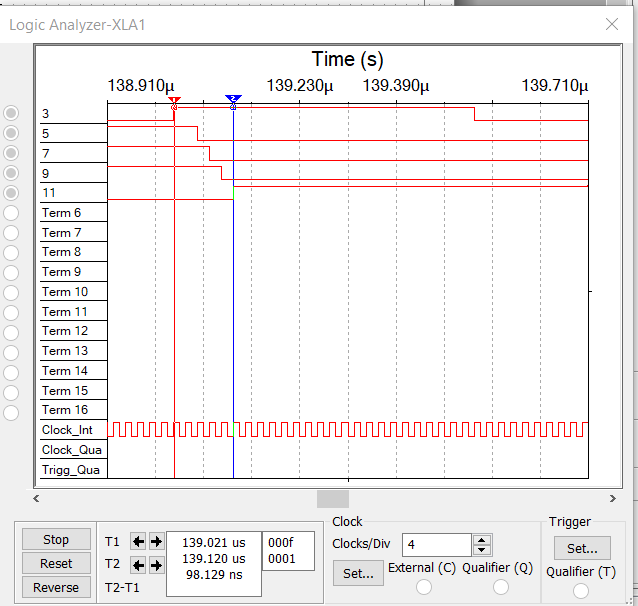 Logic Analyzer-XLA1
Time (s)
138.910µ 139.230µ 139.390µ 139.710µ
1 2
3
5
7
9
11
Term 6
Term 7
Term 8
Term 9
Term 10
Term 11
Term 12
Term 13
Term 14
Term 15
Term 16
Clock_Int
Clock_Qua
Trigg_Qua
Stop
Reset
Reverse
T1 139.021 us 000f
T2 139.120 us 0001
T2-T1 98.129 ns
Clock
Clocks/Div 4
Set... External (C) Qualifier (Q)
Trigger
Set...
Qualifier (T)